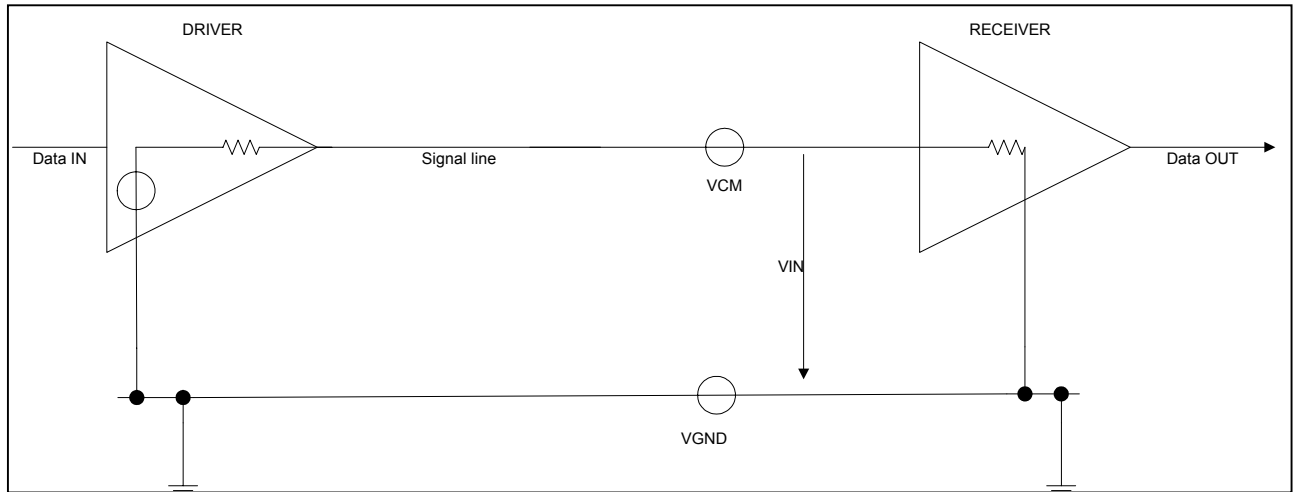 DRIVER
RECEIVER
Data IN
Signal line
VCM
Data OUT
VIN
VGND